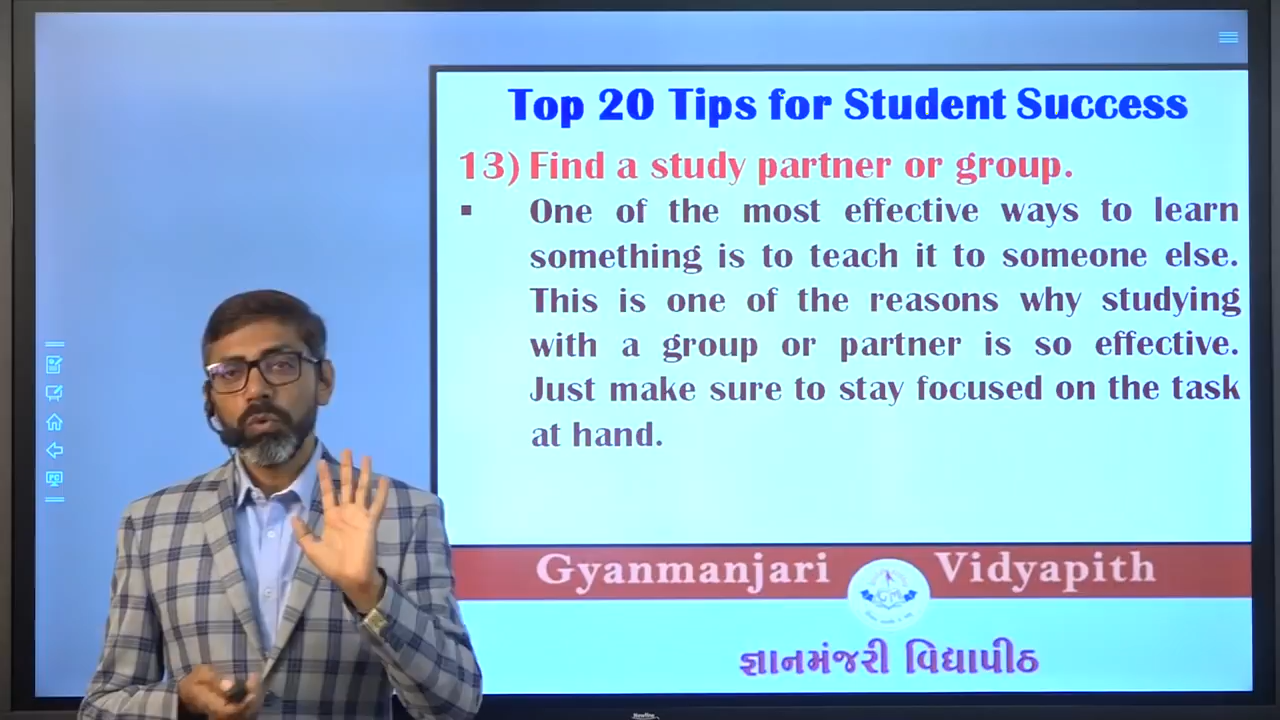 Top 20 Tips for Student Success
13) Find a study partner or group.
▪ One of the most effective ways to learn
something is to teach it to someone else.
This is one of the reasons why studying
with a group or partner is so effective.
Just make sure to stay focused on the task
at hand.
Gyanmanjari Vidyapith
જ્ઞાનમંજરી વિદ્યાપીઠ